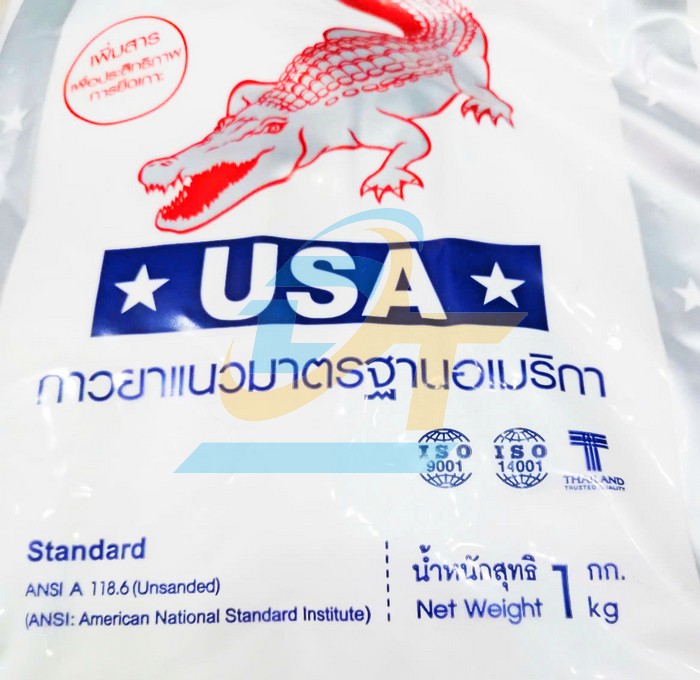 เพิ่มสาร
เพื่อประสิทธิภาพ
การยึดเกาะ
USA
กาวยาแนวมาตรฐานอเมริกา
ISO
9001
ISO
14001
THAILAND
TRUSTED QUALITY
Standard
ANSI A 118.6 (Unsanded)
(ANSI: American National Standard Institute)
น้ำหนักสุทธิ 1 กก.
Net Weight kg
DAT